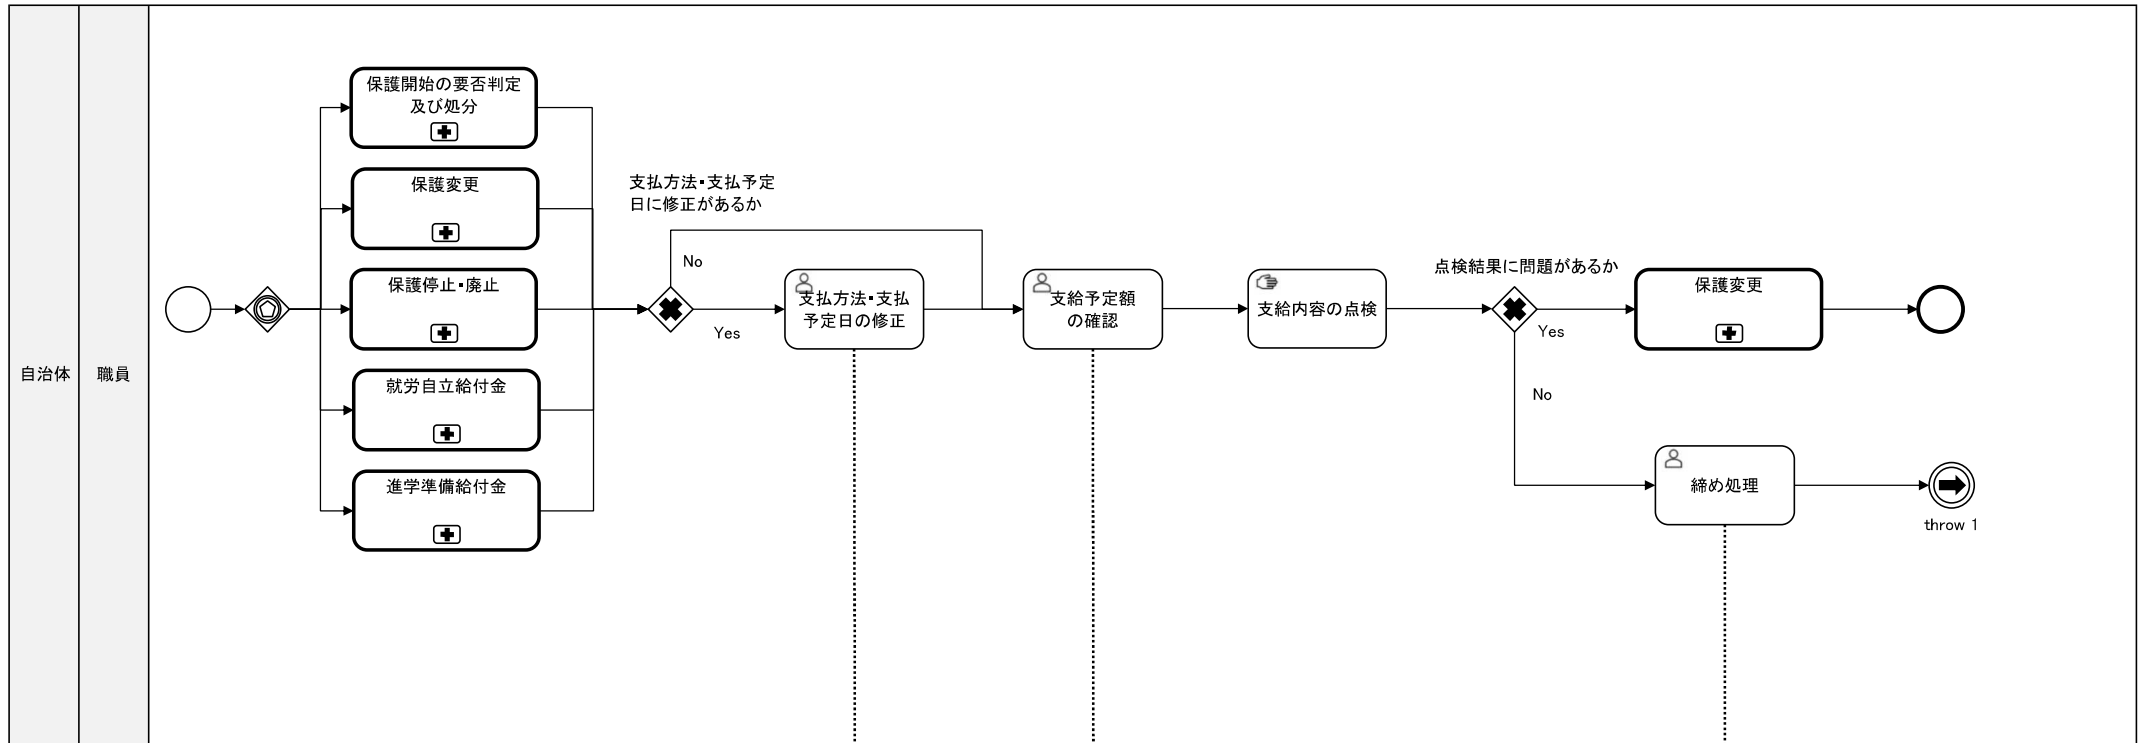 自治体
職員
保護開始の要否判定
及び処分
保護変更
保護停止・廃止
就労自立給付金
進学準備給付金
支払方法・支払予定
日に修正があるか
No
Yes
支払方法・支払
予定日の修正
支給予定額
の確認
支給内容の点検
点検結果に問題があるか
Yes
No
保護変更
締め処理
throw 1